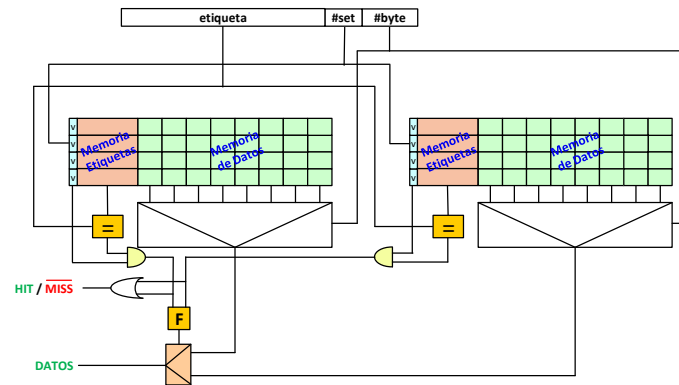 etiqueta #set #byte
V V
V V
V V
V V
Memoria Etiquetas
Memoria de Datos
Memoria Etiquetas
Memoria de Datos
= =
HIT / MISS
F
DATOS